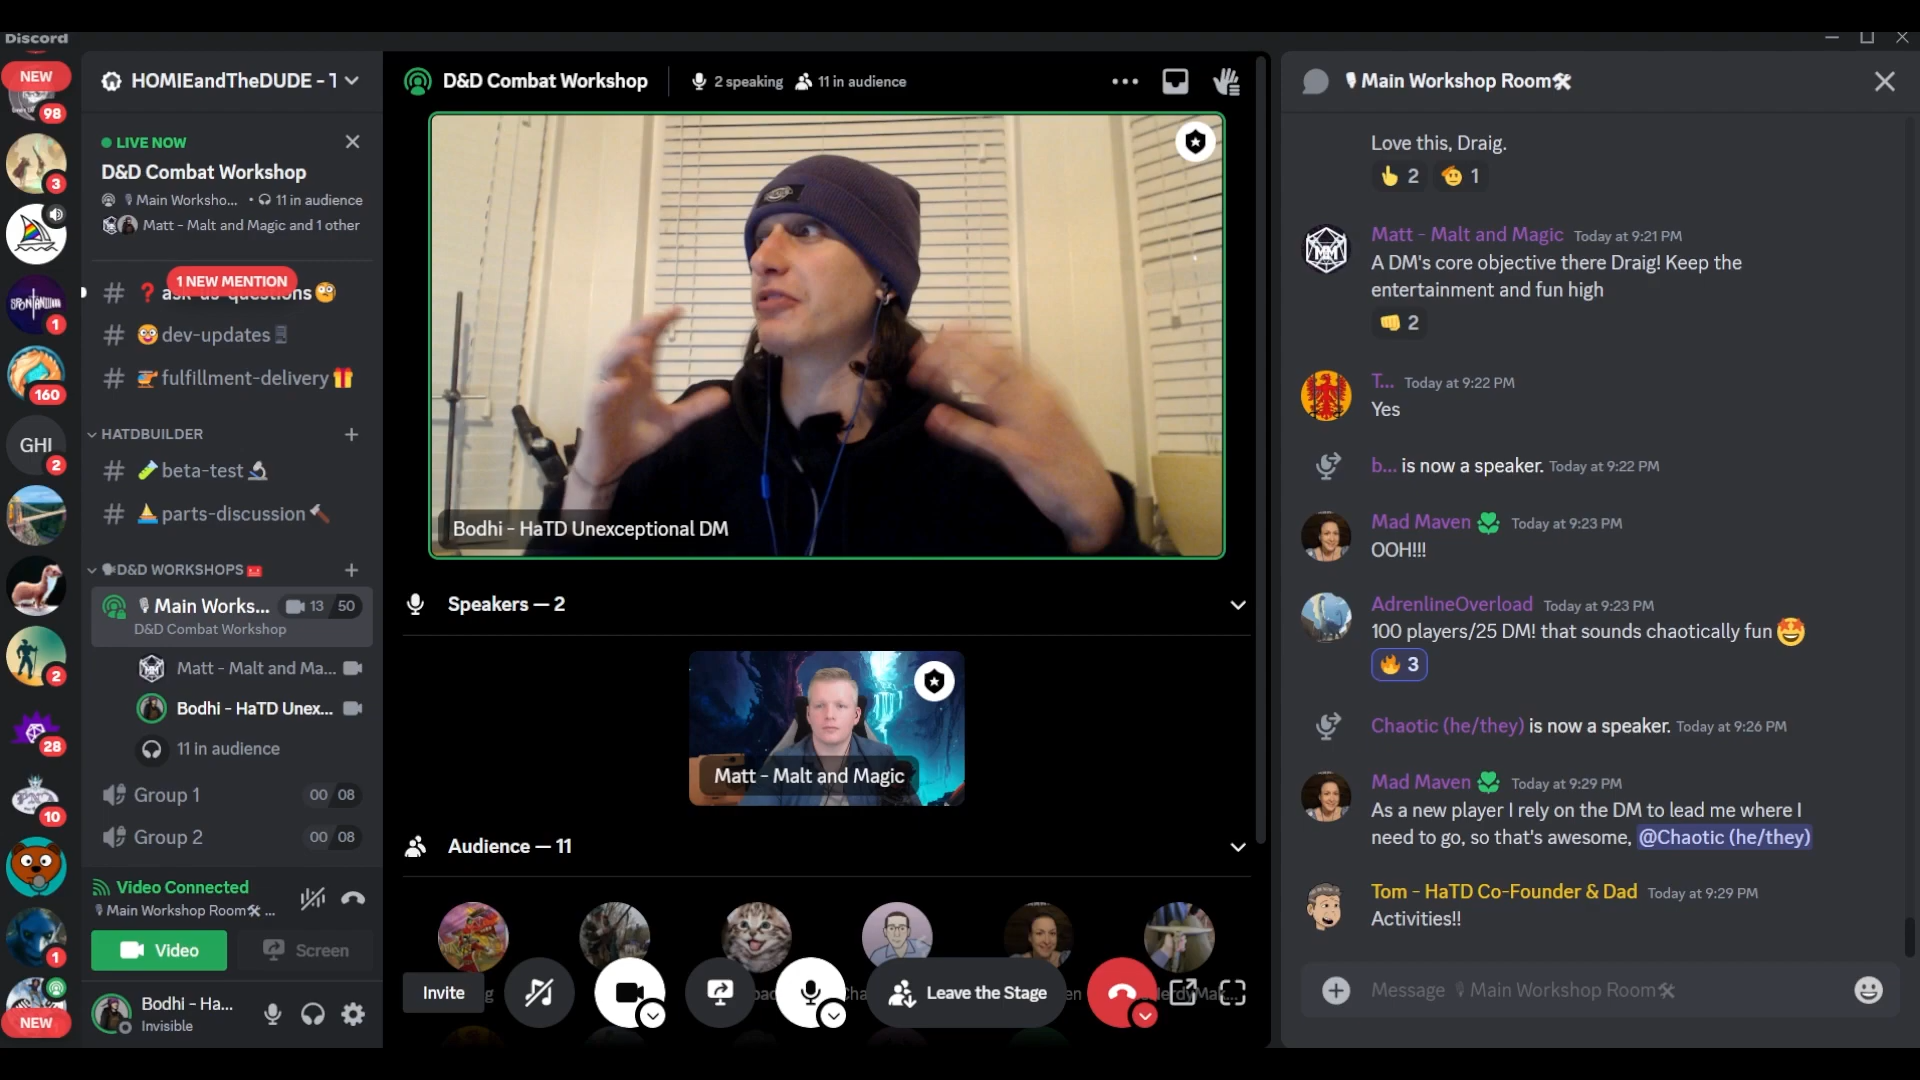 Discord
NEW
98
3
1
160
GHI
2
2
28
10
1
NEW
HOMIEandTheDUDE - T
LIVE NOW
D&D Combat Workshop
Main Worksho... • 11 in audience
Matt - Malt and Magic and 1 other
1 NEW MENTION
# dev-updates
# fulfillment-delivery
HATDBUILDER
# beta-test
# parts-discussion
D&D WORKSHOPS
Main Works... 13 50
D&D Combat Workshop
Matt - Malt and Ma...
Bodhi - HaTD Unex...
11 in audience
Group 1 00 08
Group 2 00 08
Video Connected
Main Workshop Room ...
Video
Screen
Bodhi - Ha...
Invisible
D&D Combat Workshop
2 speaking 11 in audience
Bodhi - HaTD Unexceptional DM
Speakers — 2
Matt - Malt and Magic
Audience — 11
Invite
Leave the Stage
Main Workshop Room
Love this, Draig.
2 1
Matt - Malt and Magic Today at 9:21 PM
A DM's core objective there Draig! Keep the
entertainment and fun high
2
T... Today at 9:22 PM
Yes
b... is now a speaker. Today at 9:22 PM
Mad Maven Today at 9:23 PM
OOH!!!
AdrenlineOverload Today at 9:23 PM
100 players/25 DM! that sounds chaotically fun
3
Chaotic (he/they) is now a speaker. Today at 9:26 PM
Mad Maven Today at 9:29 PM
As a new player I rely on the DM to lead me where I
need to go, so that's awesome, @Chaotic (he/they)
Tom - HaTD Co-Founder & Dad Today at 9:29 PM
Activities!!
Message Main Workshop Room